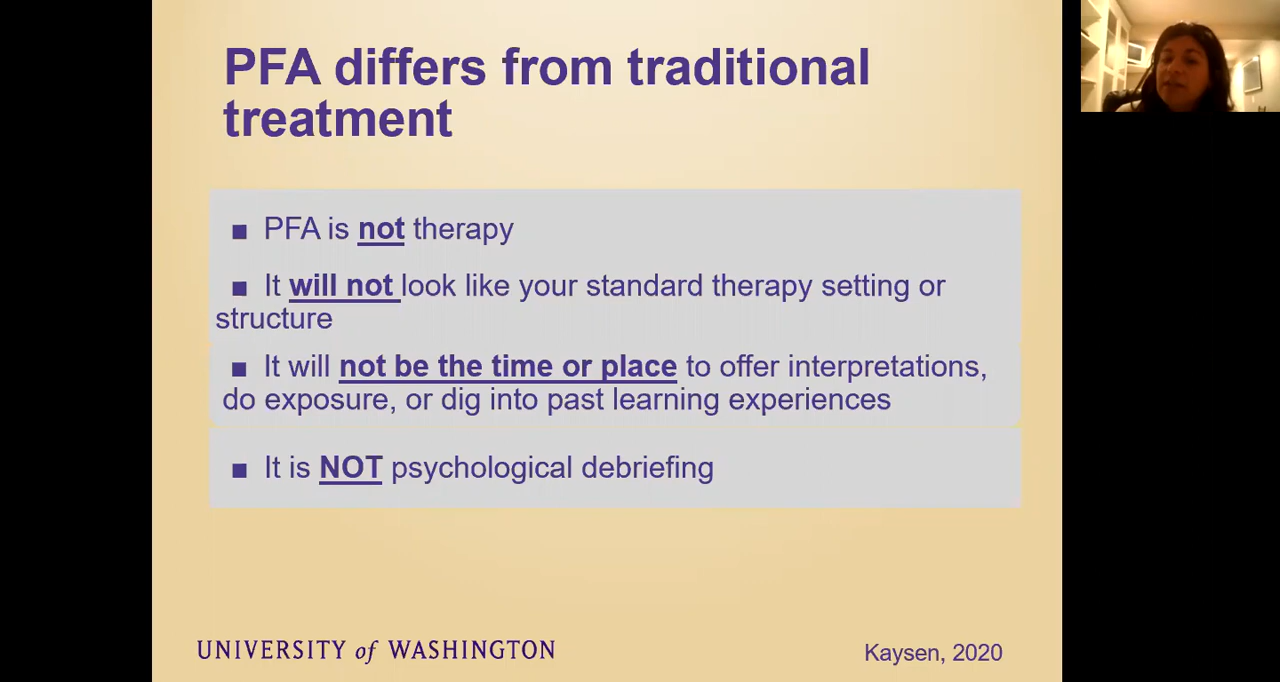 PFA differs from traditional
treatment
■ PFA is not therapy
■ It will not look like your standard therapy setting or
structure
■ It will not be the time or place to offer interpretations,
do exposure, or dig into past learning experiences
■ It is NOT psychological debriefing
UNIVERSITY of WASHINGTON
Kaysen, 2020